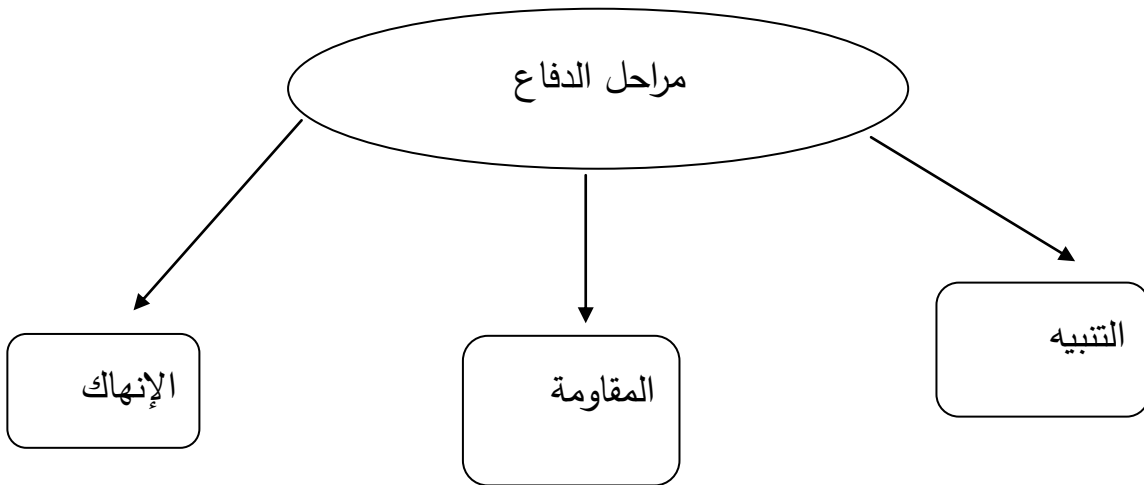 مراحل الدفاع
التنبيه
المقاومة
الإنهاك